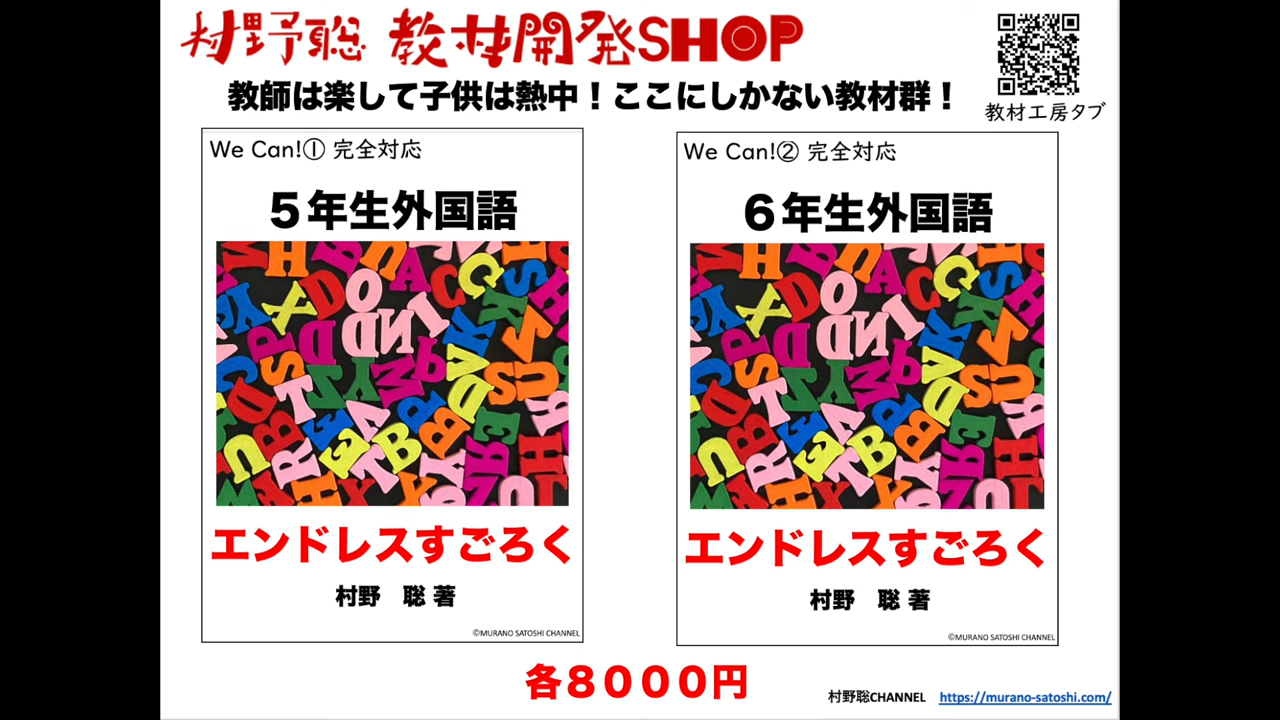 村野聡 教材開発SHOP
教師は楽して子供は熱中！ここにしかない教材群！
教材工房タブ
We Can!① 完全対応
５年生外国語
エンドレスすごろく
村野　聡 著
©MURANO SATOSHI CHANNEL
We Can!② 完全対応
６年生外国語
エンドレスすごろく
村野　聡 著
©MURANO SATOSHI CHANNEL
各８０００円
村野聡CHANNEL https://murano-satoshi.com/